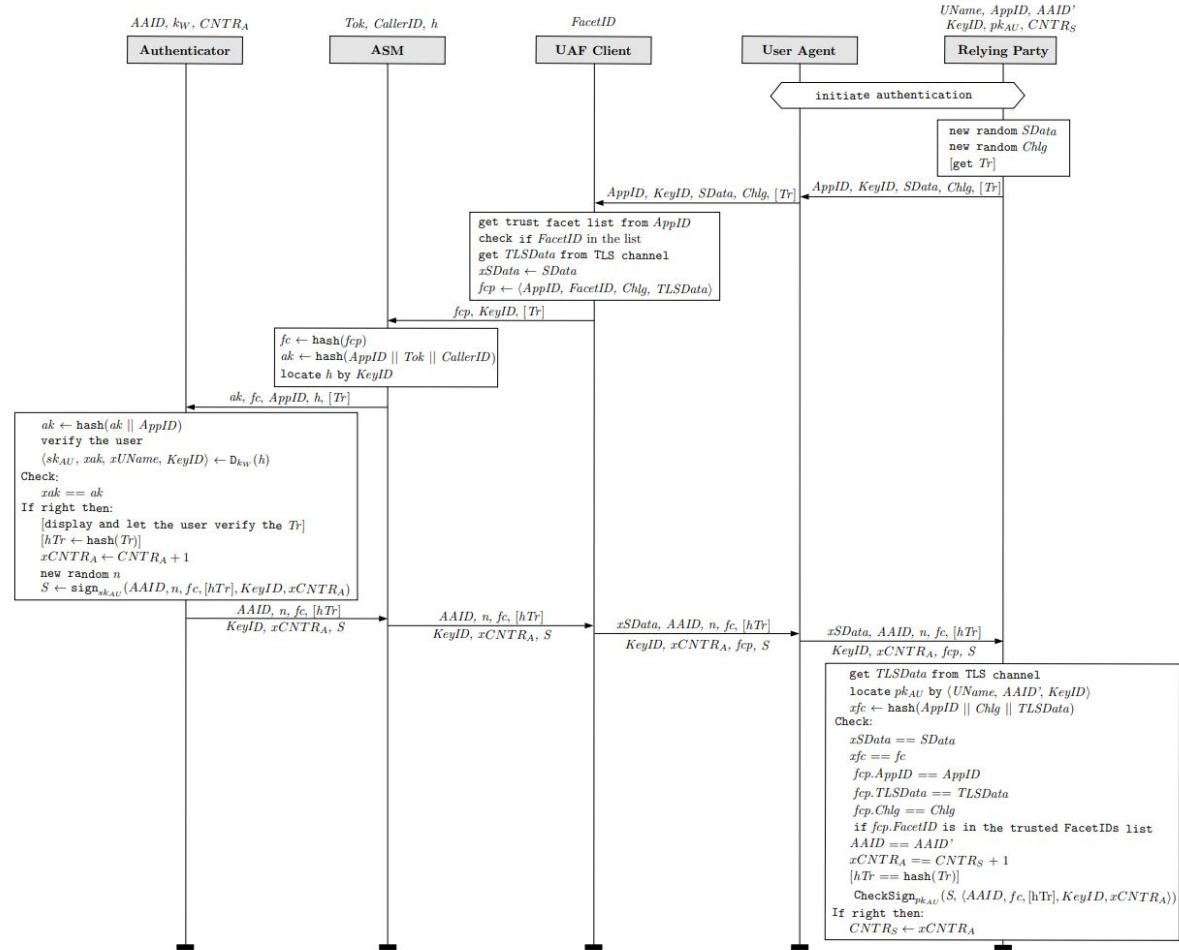 AAID, k_W, CNTR_A
Tok, CallerID, h
FacetID
UName, AppID, AAID'
KeyID, pk_AU, CNTR_S
Authenticator
ASM
UAF Client
User Agent
Relying Party
initiate authentication
new random SData
new random Chlg
[get Tr]
AppID, KeyID, SData, Chlg, [Tr]
AppID, KeyID, SData, Chlg, [Tr]
get trust facet list from AppID
check if FacetID in the list
get TLSData from TLS channel
xSData ← SData
fcp ← ⟨AppID, FacetID, Chlg, TLSData⟩
fcp, KeyID, [Tr]
fc ← hash(fcp)
ak ← hash(AppID || Tok || CallerID)
locate h by KeyID
ak, fc, AppID, h, [Tr]
ak ← hash(ak || AppID)
verify the user
⟨sk_AU, xak, xUName, KeyID⟩ ← D_kW(h)
Check:
xak == ak
If right then:
[display and let the user verify the Tr]
[hTr ← hash(Tr)]
xCNTR_A ← CNTR_A + 1
new random n
S ← sign_skAU(AAID, n, fc, [hTr], KeyID, xCNTR_A)
AAID, n, fc, [hTr]
KeyID, xCNTR_A, S
AAID, n, fc, [hTr]
KeyID, xCNTR_A, S
xSData, AAID, n, fc, [hTr]
KeyID, xCNTR_A, fcp, S
xSData, AAID, n, fc, [hTr]
KeyID, xCNTR_A, fcp, S
get TLSData from TLS channel
locate pk_AU by ⟨UName, AAID', KeyID⟩
xfc ← hash(AppID || Chlg || TLSData)
Check:
xSData == SData
xfc == fc
fcp.AppID == AppID
fcp.TLSData == TLSData
fcp.Chlg == Chlg
if fcp.FacetID is in the trusted FacetIDs list
AAID == AAID'
xCNTR_A == CNTR_S + 1
[hTr == hash(Tr)]
CheckSign_pkAU(S, ⟨AAID, fc, [hTr], KeyID, xCNTR_A⟩)
If right then:
CNTR_S ← xCNTR_A